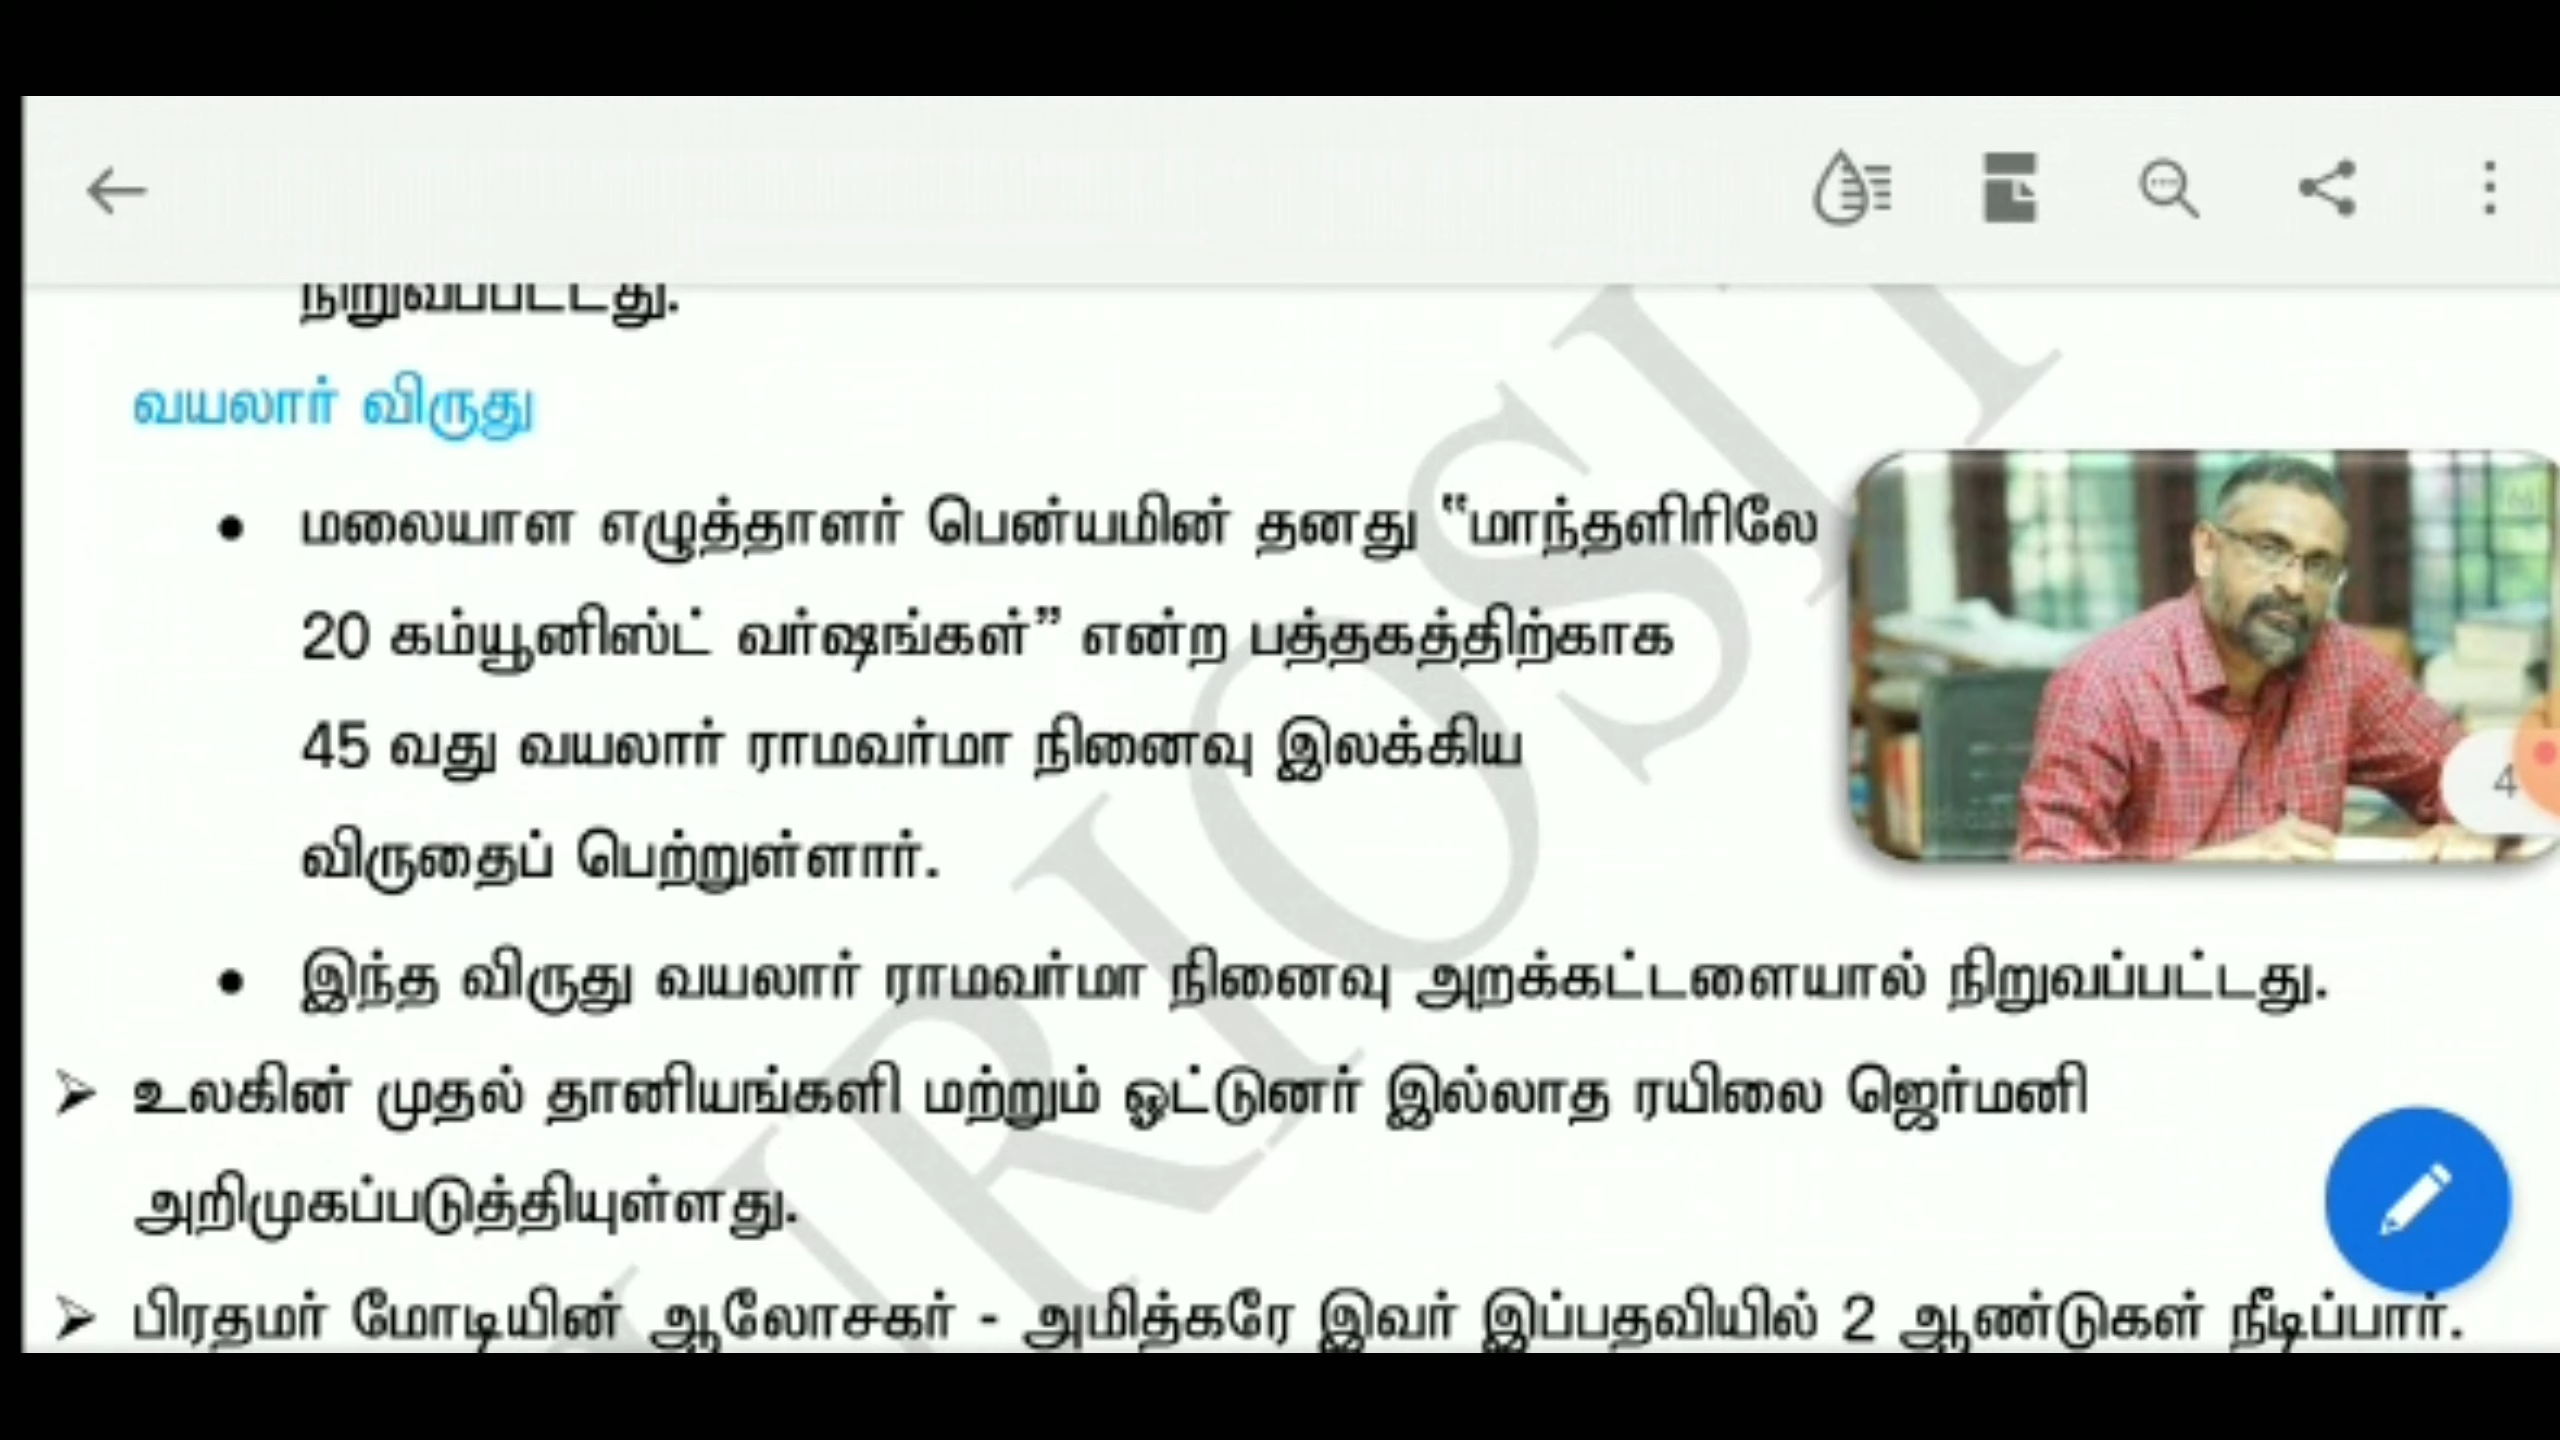 நிறுவப்பட்டது.
வயலார் விருது
• மலையாள எழுத்தாளர் பென்யமின் தனது “மாந்தளிரிலே
20 கம்யூனிஸ்ட் வர்ஷங்கள்” என்ற பத்தகத்திற்காக
45 வது வயலார் ராமவர்மா நினைவு இலக்கிய
விருதைப் பெற்றுள்ளார்.
4
• இந்த விருது வயலார் ராமவர்மா நினைவு அறக்கட்டளையால் நிறுவப்பட்டது.
➢ உலகின் முதல் தானியங்களி மற்றும் ஓட்டுனர் இல்லாத ரயிலை ஜெர்மனி
அறிமுகப்படுத்தியுள்ளது.
➢ பிரதமர் மோடியின் ஆலோசகர் - அமித்கரே இவர் இப்பதவியில் 2 ஆண்டுகள் நீடிப்பார்.